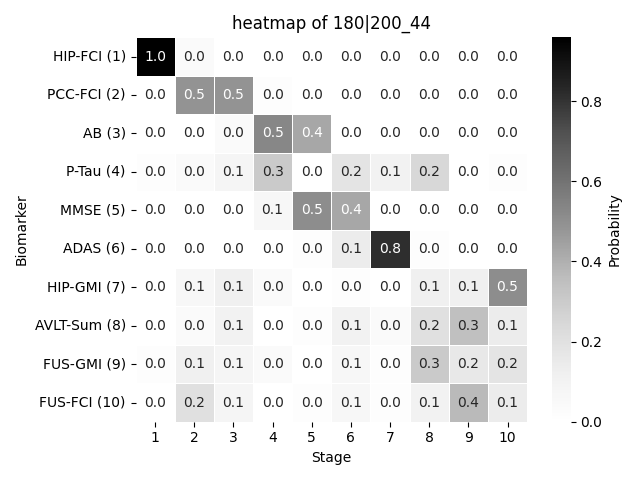 heatmap of 180|200_44
HIP-FCI (1) 1.0 0.0 0.0 0.0 0.0 0.0 0.0 0.0 0.0 0.0
PCC-FCI (2) 0.0 0.5 0.5 0.0 0.0 0.0 0.0 0.0 0.0 0.0
AB (3) 0.0 0.0 0.0 0.5 0.4 0.0 0.0 0.0 0.0 0.0
P-Tau (4) 0.0 0.0 0.1 0.3 0.0 0.2 0.1 0.2 0.0 0.0
MMSE (5) 0.0 0.0 0.0 0.1 0.5 0.4 0.0 0.0 0.0 0.0
ADAS (6) 0.0 0.0 0.0 0.0 0.0 0.1 0.8 0.0 0.0 0.0
HIP-GMI (7) 0.0 0.1 0.1 0.0 0.0 0.0 0.0 0.1 0.1 0.5
AVLT-Sum (8) 0.0 0.0 0.1 0.0 0.0 0.1 0.0 0.2 0.3 0.1
FUS-GMI (9) 0.0 0.1 0.1 0.0 0.0 0.1 0.0 0.3 0.2 0.2
FUS-FCI (10) 0.0 0.2 0.1 0.0 0.0 0.1 0.0 0.1 0.4 0.1
1 2 3 4 5 6 7 8 9 10
Stage
Biomarker
0.8
0.6
0.4
0.2
0.0
Probability